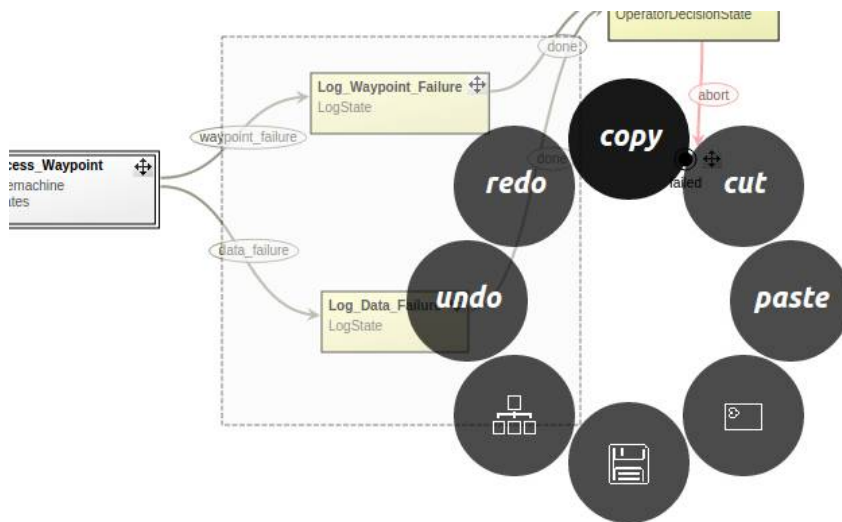 OperatorDecisionState
done
Log_Waypoint_Failure
LogState
abort
waypoint_failure
copy
cess_Waypoint
emachine
ates
done
failed
redo
cut
data_failure
undo
paste
Log_Data_Failure
LogState